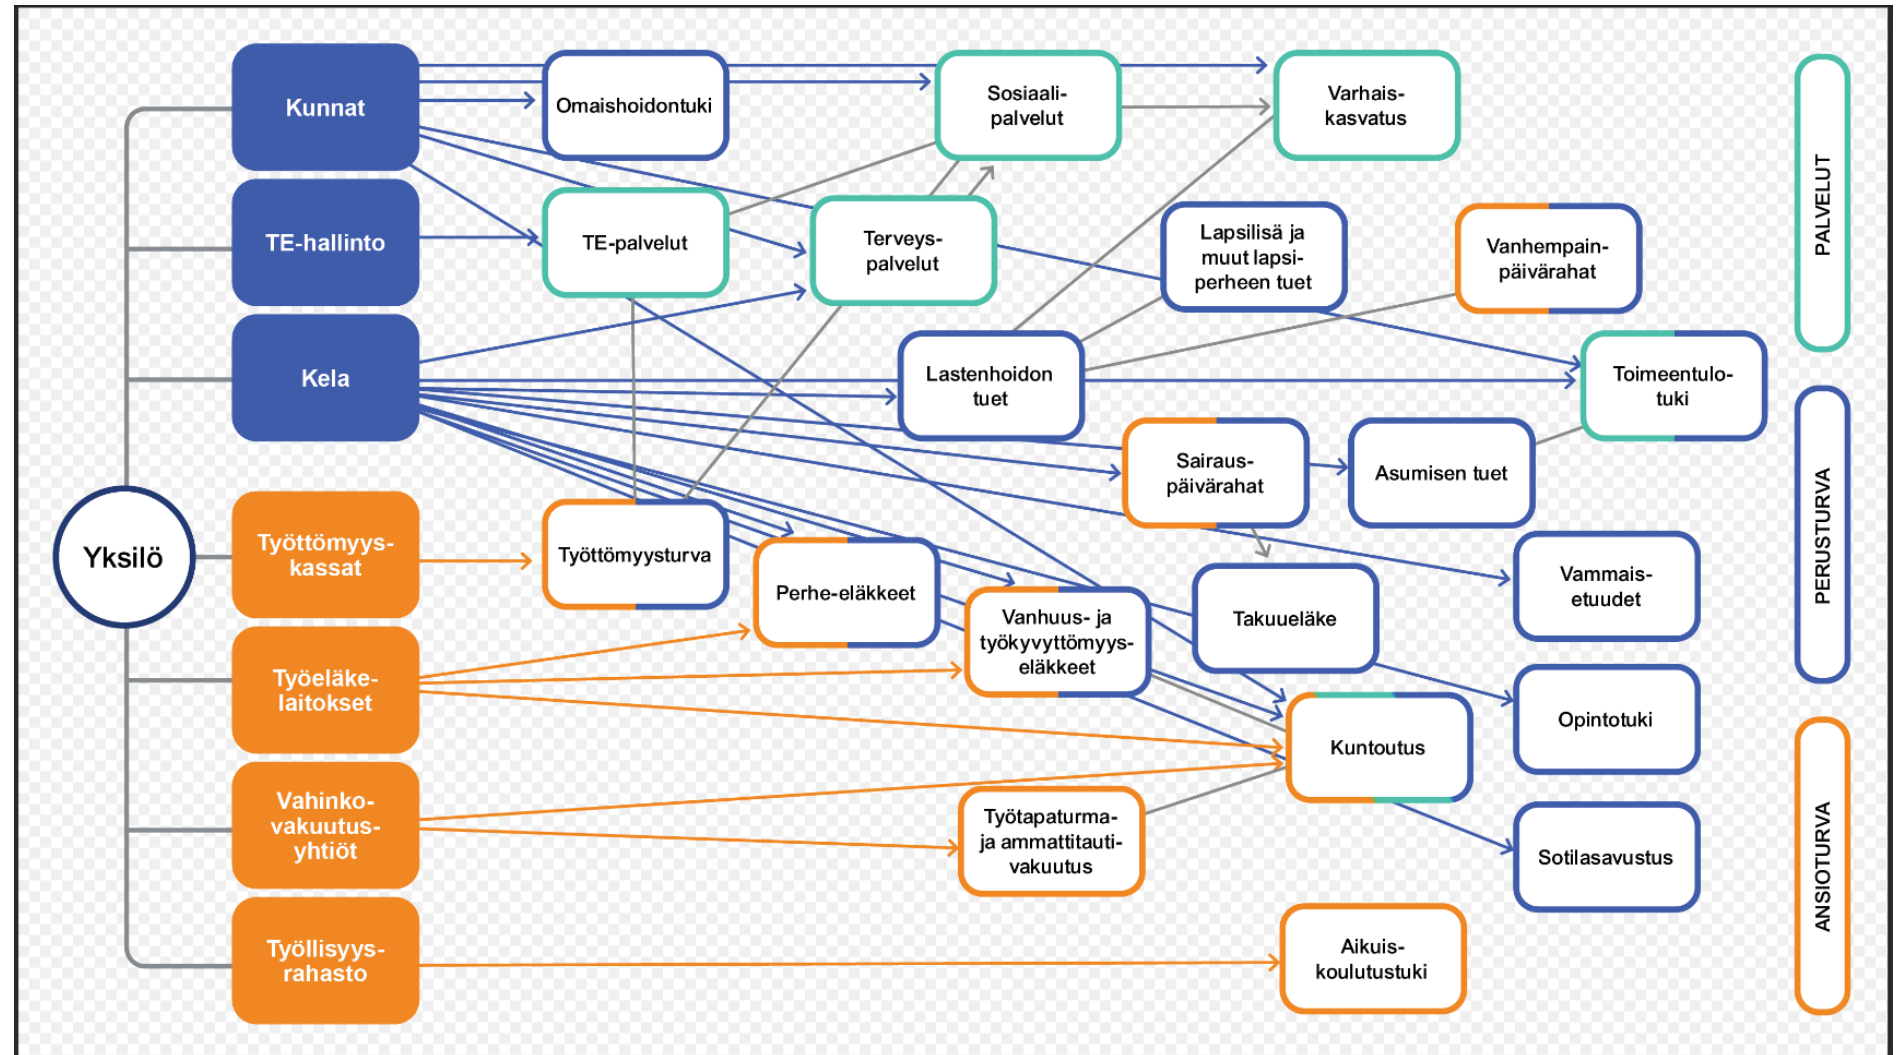 Yksilö
Kunnat
TE-hallinto
Kela
Työttömyys-
kassat
Työeläke-
laitokset
Vahinko-
vakuutus-
yhtiöt
Työllisyys-
rahasto
Omaishoidontuki
Sosiaali-
palvelut
Varhais-
kasvatus
TE-palvelut
Terveys-
palvelut
Lapsilisä ja
muut lapsi-
perheen tuet
Vanhempain-
päivärahat
Lastenhoidon
tuet
Toimeentulo-
tuki
Sairaus-
päivärahat
Asumisen tuet
Työttömyysturva
Perhe-eläkkeet
Vanhuus- ja
työkyvyttömyys-
eläkkeet
Takuueläke
Vammais-
etuudet
Kuntoutus
Opintotuki
Työtapaturma-
ja ammattitauti-
vakuutus
Sotilasavustus
Aikuis-
koulutustuki
PALVELUT
PERUSTURVA
ANSIOTURVA